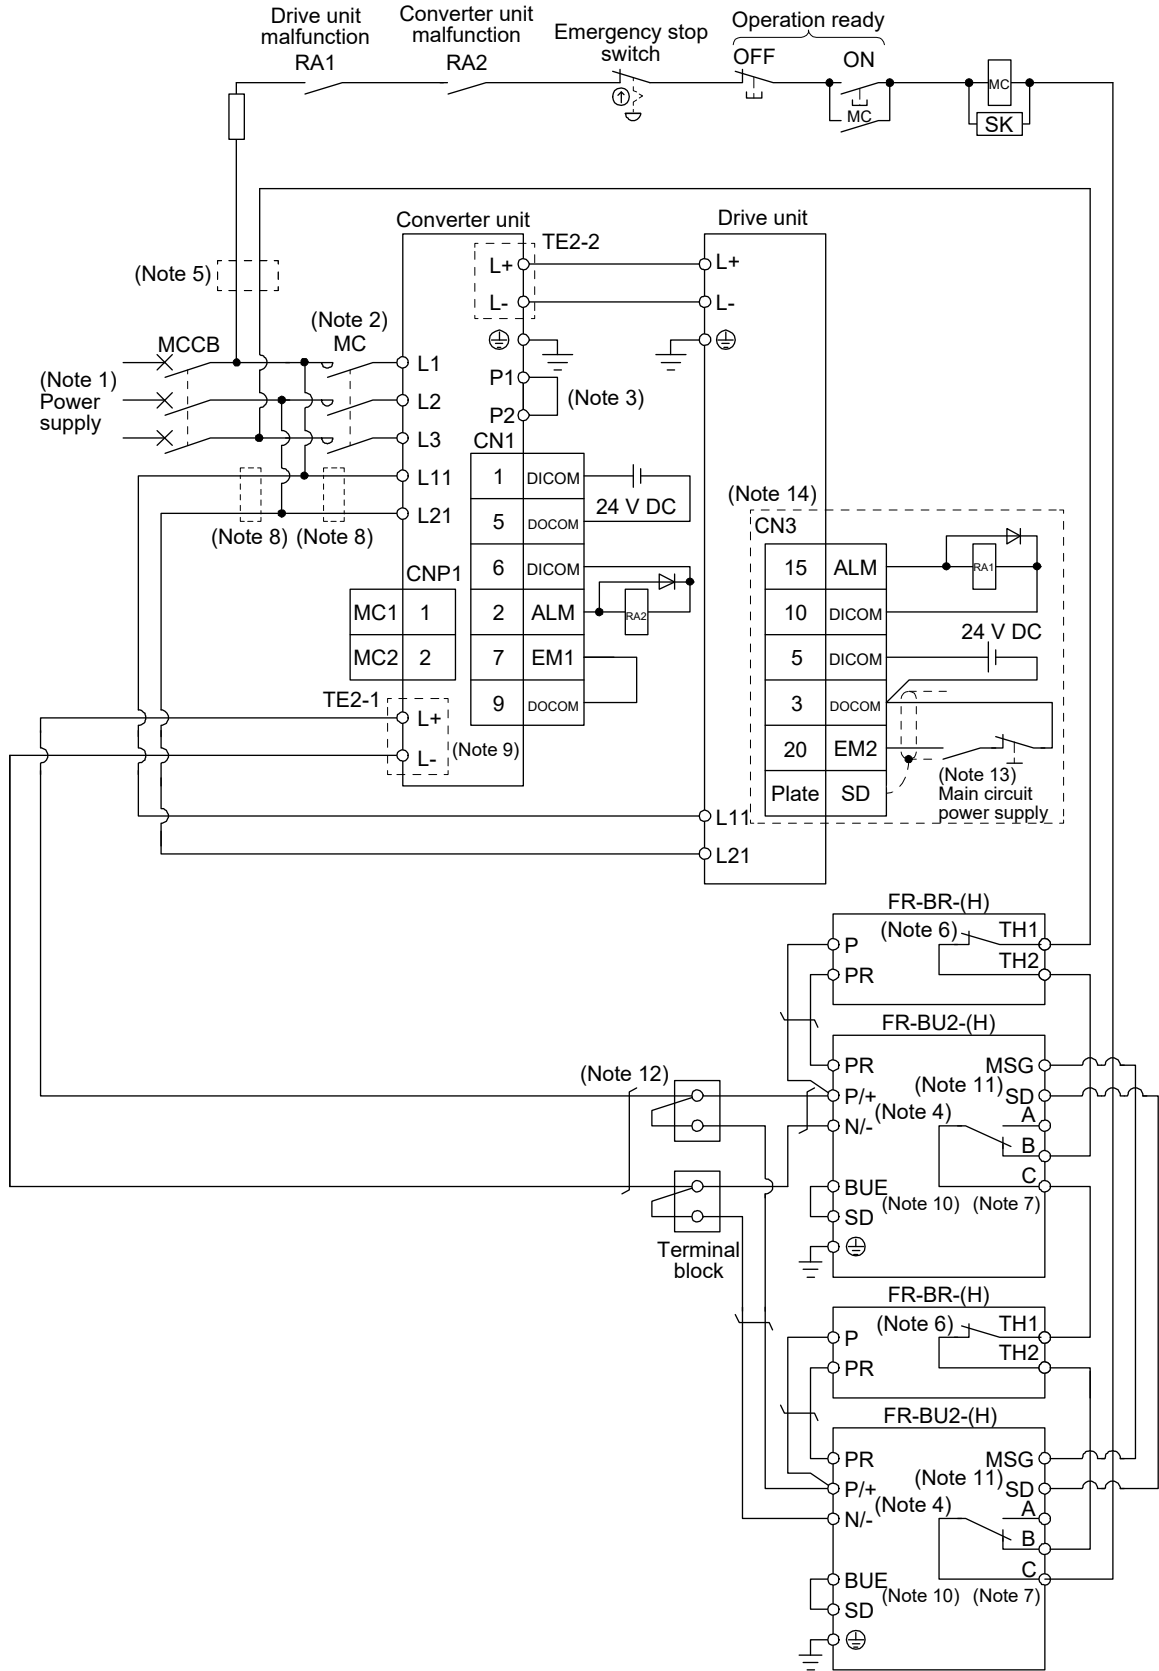 Drive unit
malfunction
RA1
Converter unit
malfunction
RA2
Emergency stop
switch
Operation ready
OFF
ON
MC
MC
SK
Converter unit
Drive unit
TE2-2
(Note 5)
L+
L-
L+
L-
(Note 2)
MC
MCCB
(Note 1)
Power
supply
L1
L2
L3
L11
L21
P1
P2
(Note 3)
CN1
1 DICOM
5 DOCOM
6 DICOM
2 ALM
7 EM1
9 DOCOM
24 V DC
RA2
(Note 8) (Note 8)
CNP1
MC1 1
MC2 2
TE2-1
L+
L-
(Note 9)
(Note 14)
CN3
15 ALM
10 DICOM
5 DICOM
3 DOCOM
20 EM2
Plate SD
RA1
24 V DC
(Note 13)
Main circuit
power supply
L11
L21
FR-BR-(H)
P
PR
(Note 6)
TH1
TH2
FR-BU2-(H)
PR
P/+
N/-
BUE
SD
MSG
(Note 11)
SD
(Note 4)
A
B
C
(Note 10) (Note 7)
(Note 12)
Terminal
block
FR-BR-(H)
P
PR
(Note 6)
TH1
TH2
FR-BU2-(H)
PR
P/+
N/-
BUE
SD
MSG
(Note 11)
SD
(Note 4)
A
B
C
(Note 10) (Note 7)